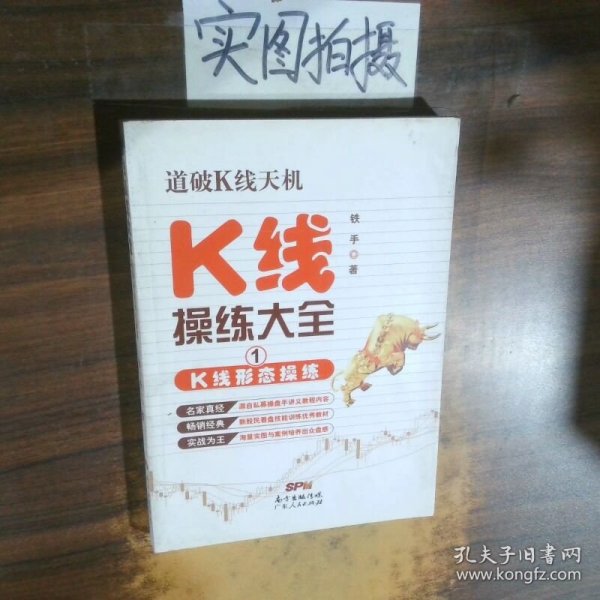 实图拍摄
道破K线天机
铁手 著
K线
操练大全
1
K线形态操练
名家真经 源自私募操盘手讲义教程内容
畅销经典 新股民看盘技能训练优秀教材
实战为王 海量实图与案例培养出众盘感
SPM
南方出版传媒
广东人民出版社
孔夫子旧书网
www.kongfz.com